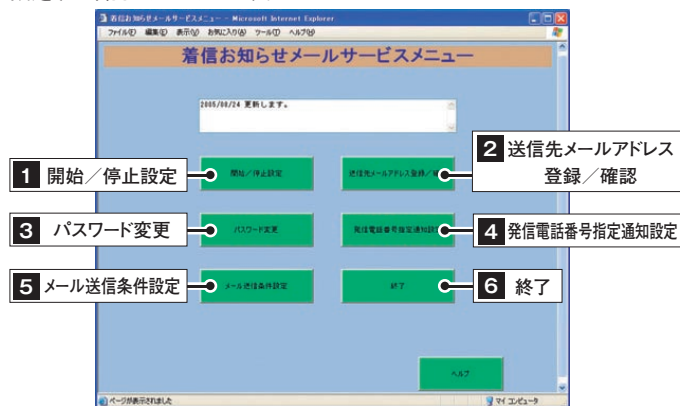 着信お知らせメールサービスメニュー - Microsoft Internet Explorer
ファイル(F) 編集(E) 表示(V) お気に入り(A) ツール(T) ヘルプ(H)
着信お知らせメールサービスメニュー
2005/08/24 更新します。
1 開始／停止設定
開始/停止設定
送信先メールアドレス登録/確
2 送信先メールアドレス
登録／確認
3 パスワード変更
パスワード変更
発信電話番号指定通知設定
4 発信電話番号指定通知設定
5 メール送信条件設定
メール送信条件設定
終了
6 終了
ヘルプ
ページが表示されました
マイ コンピュータ